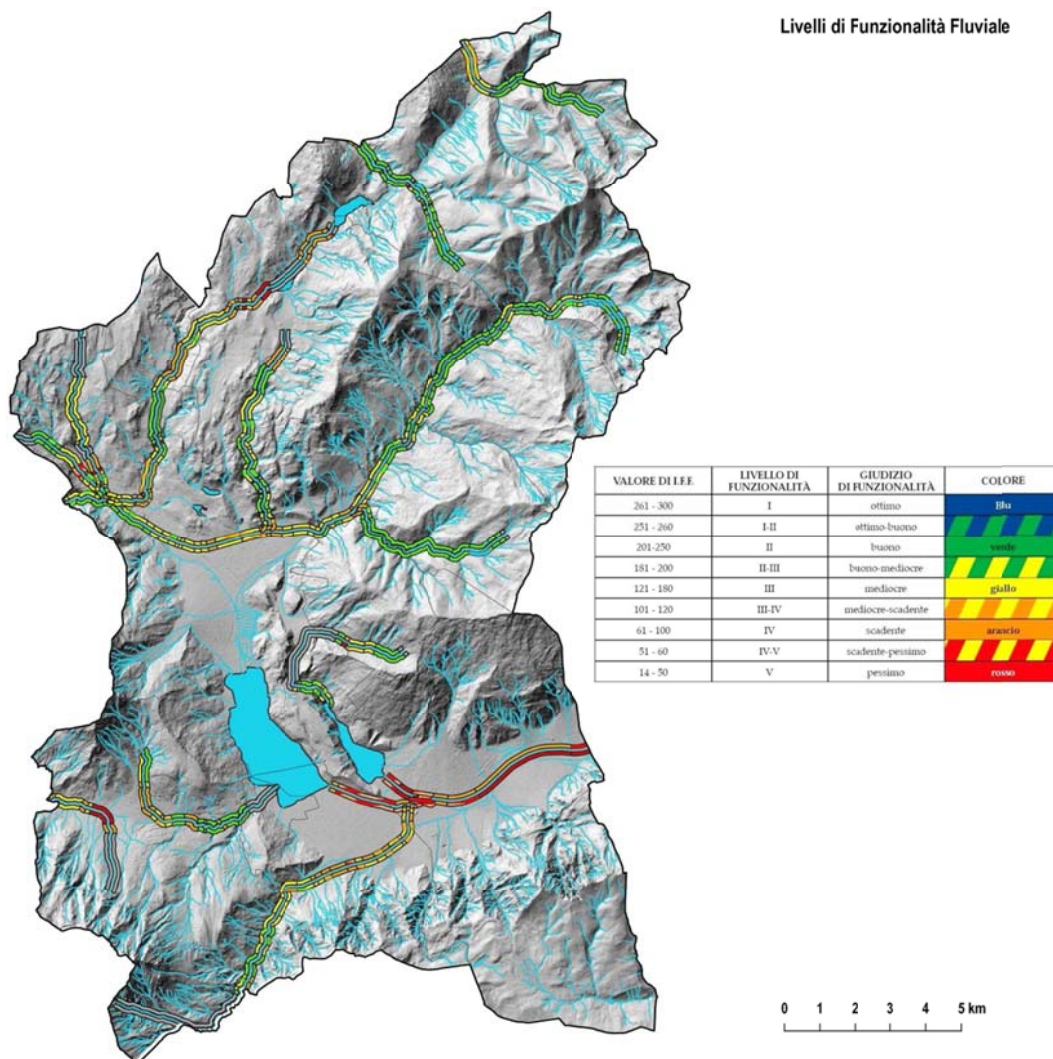 Livelli di Funzionalità Fluviale
VALORE DI I.F.F. LIVELLO DI FUNZIONALITÀ GIUDIZIO DI FUNZIONALITÀ COLORE
261 - 300 I ottimo Blu
251 - 260 I-II ottimo-buono
201-250 II buono verde
181 - 200 II-III buono-mediocre
121 - 180 III mediocre giallo
101 - 120 III-IV mediocre-scadente
61 - 100 IV scadente arancio
51 - 60 IV-V scadente-pessimo
14 - 50 V pessimo rosso
0 1 2 3 4 5 km